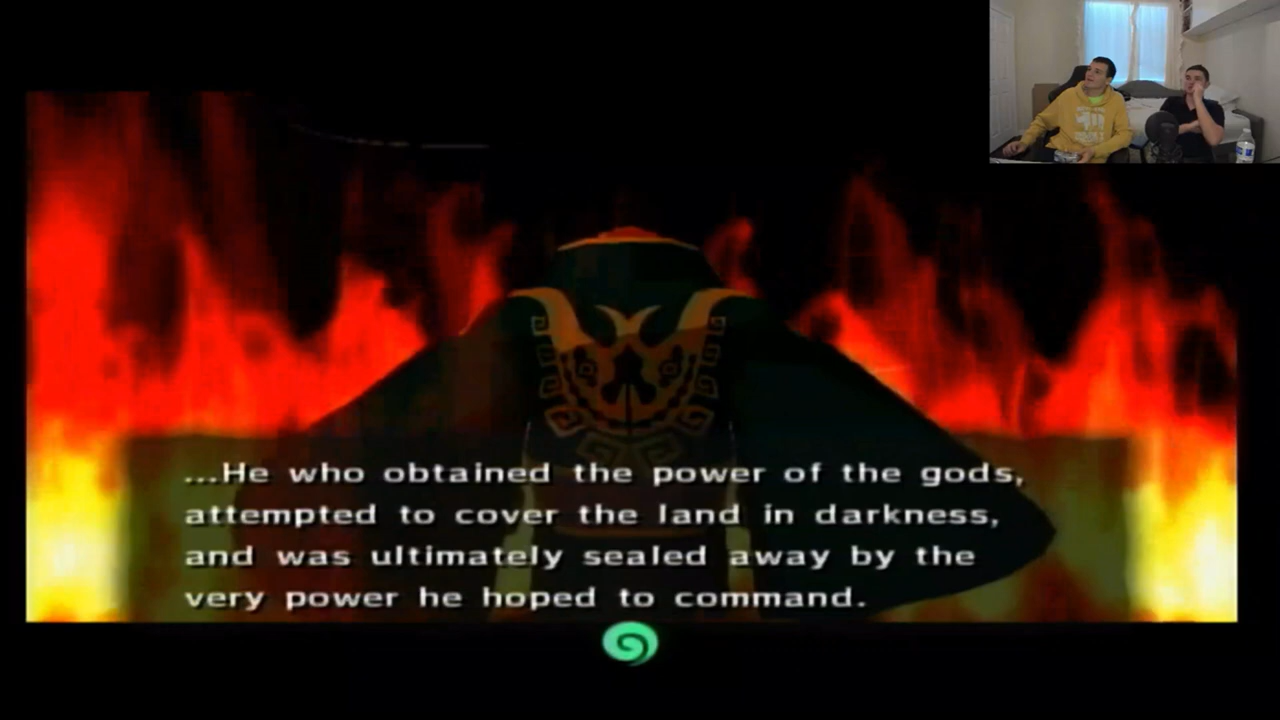 ...He who obtained the power of the gods,
attempted to cover the land in darkness,
and was ultimately sealed away by the
very power he hoped to command.